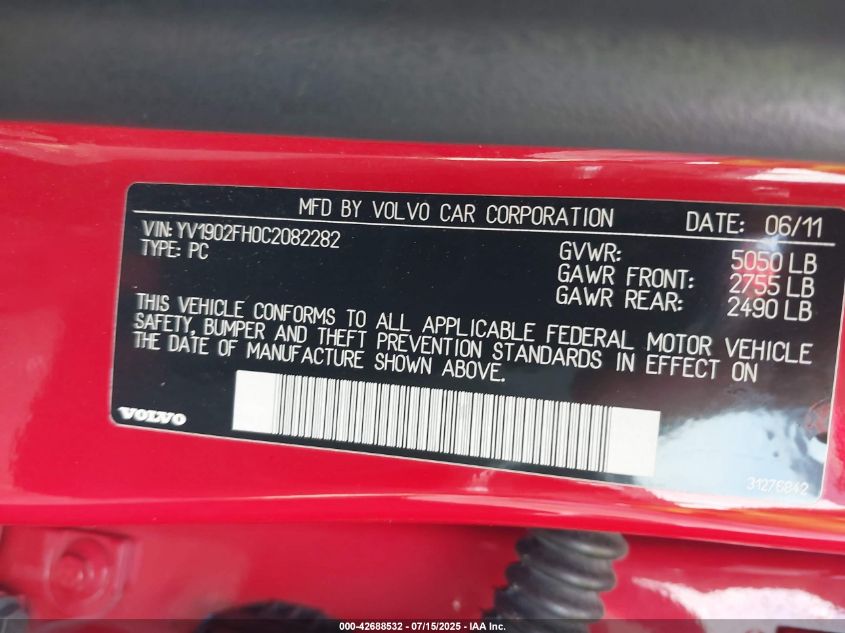 MFD BY VOLVO CAR CORPORATION DATE: 06/11
VIN: YV1902FH0C2082282
TYPE: PC
GVWR: 5050 LB
GAWR FRONT: 2755 LB
GAWR REAR: 2490 LB
THIS VEHICLE CONFORMS TO ALL APPLICABLE FEDERAL MOTOR VEHICLE
SAFETY, BUMPER AND THEFT PREVENTION STANDARDS IN EFFECT ON
THE DATE OF MANUFACTURE SHOWN ABOVE.
VOLVO
31276842
000-42688532 - 07/15/2025 - IAA Inc.